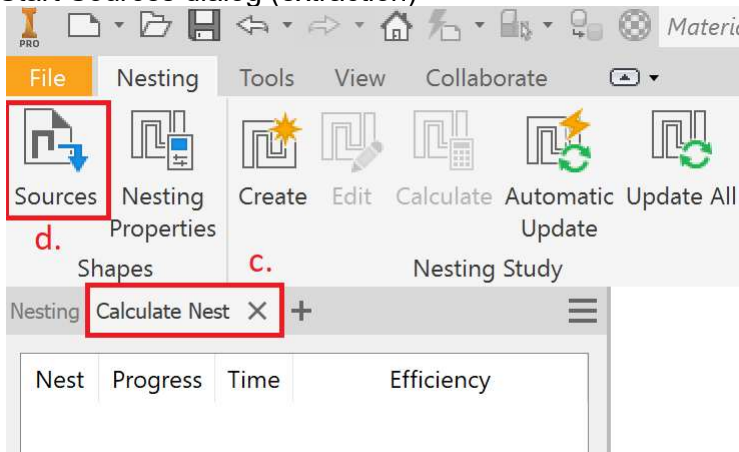 Start Sources dialog (extraction)
I PRO Materi
File Nesting Tools View Collaborate
Sources Nesting Properties Create Edit Calculate Automatic Update Update All
d. c.
Shapes Nesting Study
Nesting Calculate Nest × +
Nest Progress Time Efficiency